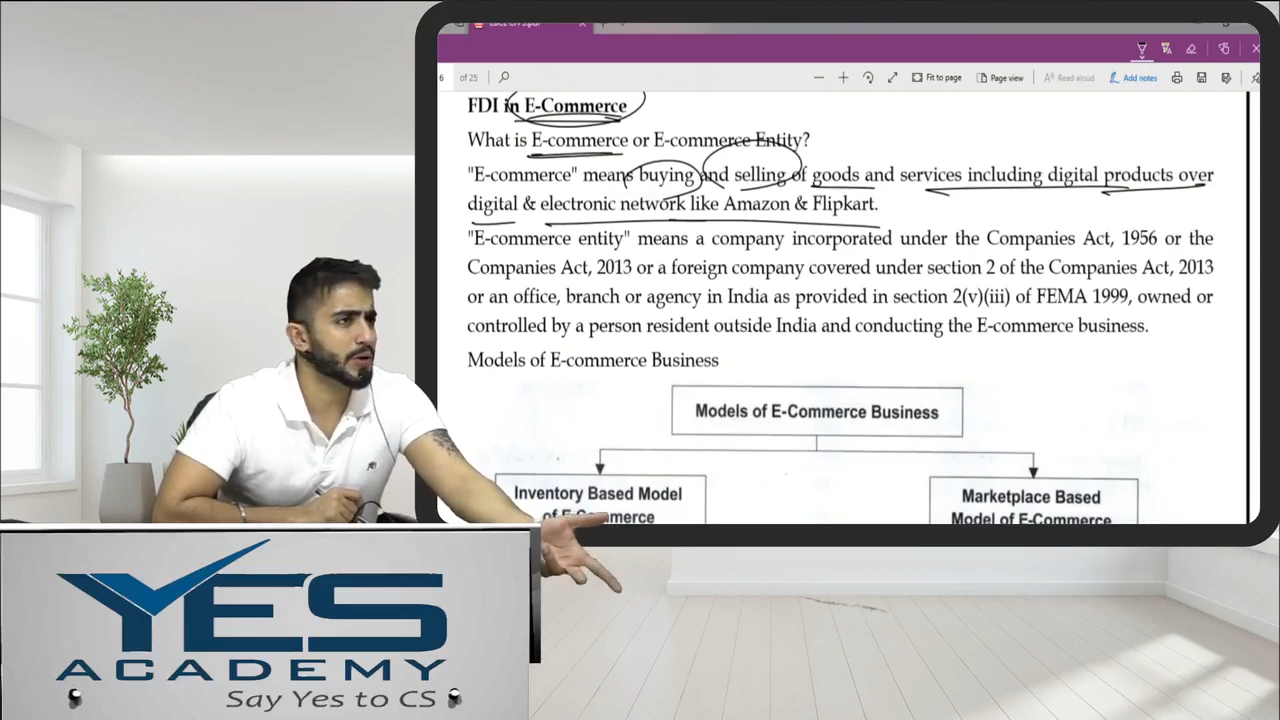 6 of 25
Fit to page
Page view
Read aloud
Add notes
FDI in E-Commerce
What is E-commerce or E-commerce Entity?
"E-commerce" means buying and selling of goods and services including digital products over
digital & electronic network like Amazon & Flipkart.
"E-commerce entity" means a company incorporated under the Companies Act, 1956 or the
Companies Act, 2013 or a foreign company covered under section 2 of the Companies Act, 2013
or an office, branch or agency in India as provided in section 2(v)(iii) of FEMA 1999, owned or
controlled by a person resident outside India and conducting the E-commerce business.
Models of E-commerce Business
Models of E-Commerce Business
Inventory Based Model
of E-Commerce
Marketplace Based
Model of E-Commerce
YES
ACADEMY
Say Yes to CS